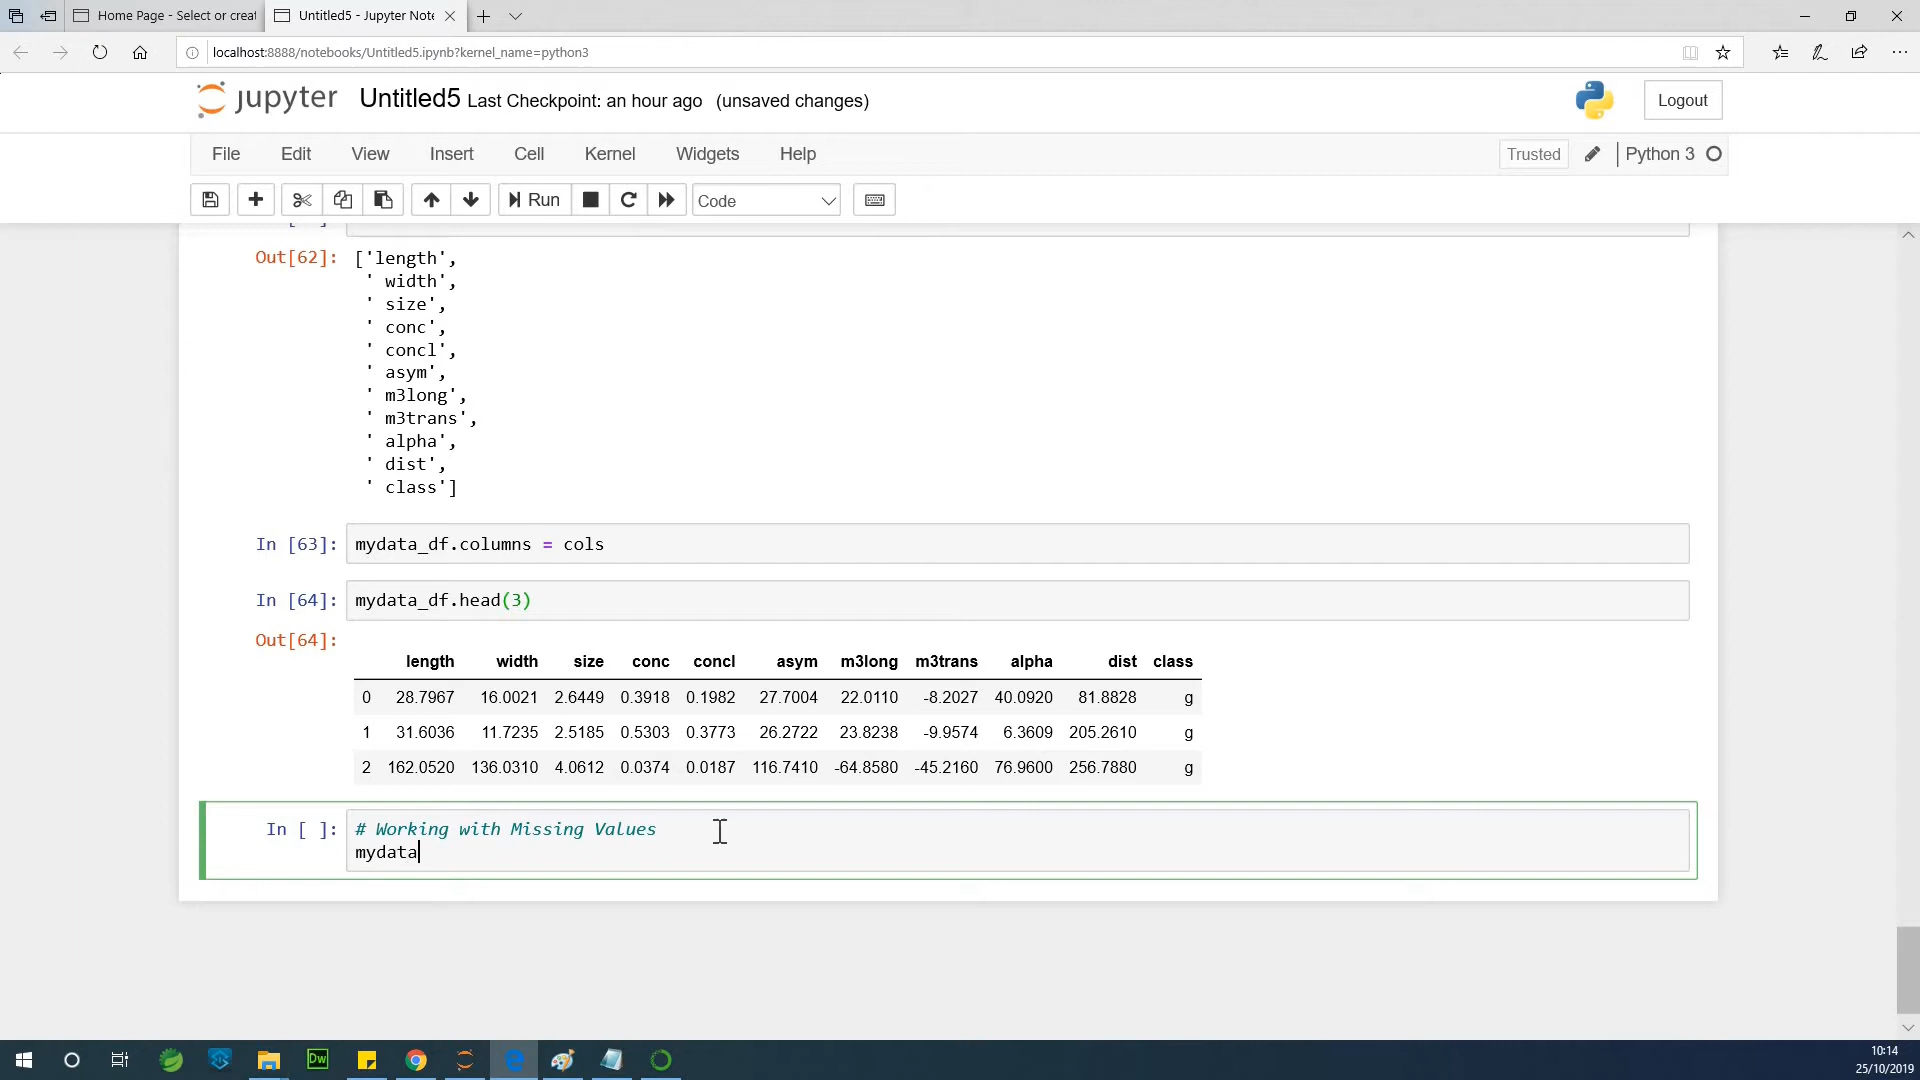 Home Page - Select or creat
Untitled5 - Jupyter Note
localhost:8888/notebooks/Untitled5.ipynb?kernel_name=python3
jupyter Untitled5 Last Checkpoint: an hour ago (unsaved changes)
Logout
File Edit View Insert Cell Kernel Widgets Help
Trusted
Python 3
Run
Code
Out[62]: ['length',
' width',
' size',
' conc',
' concl',
' asym',
' m3long',
' m3trans',
' alpha',
' dist',
' class']
In [63]: mydata_df.columns = cols
In [64]: mydata_df.head(3)
Out[64]:
length width size conc concl asym m3long m3trans alpha dist class
0 28.7967 16.0021 2.6449 0.3918 0.1982 27.7004 22.0110 -8.2027 40.0920 81.8828 g
1 31.6036 11.7235 2.5185 0.5303 0.3773 26.2722 23.8238 -9.9574 6.3609 205.2610 g
2 162.0520 136.0310 4.0612 0.0374 0.0187 116.7410 -64.8580 -45.2160 76.9600 256.7880 g
In [ ]: # Working with Missing Values
mydata
Dw
10:14
25/10/2019